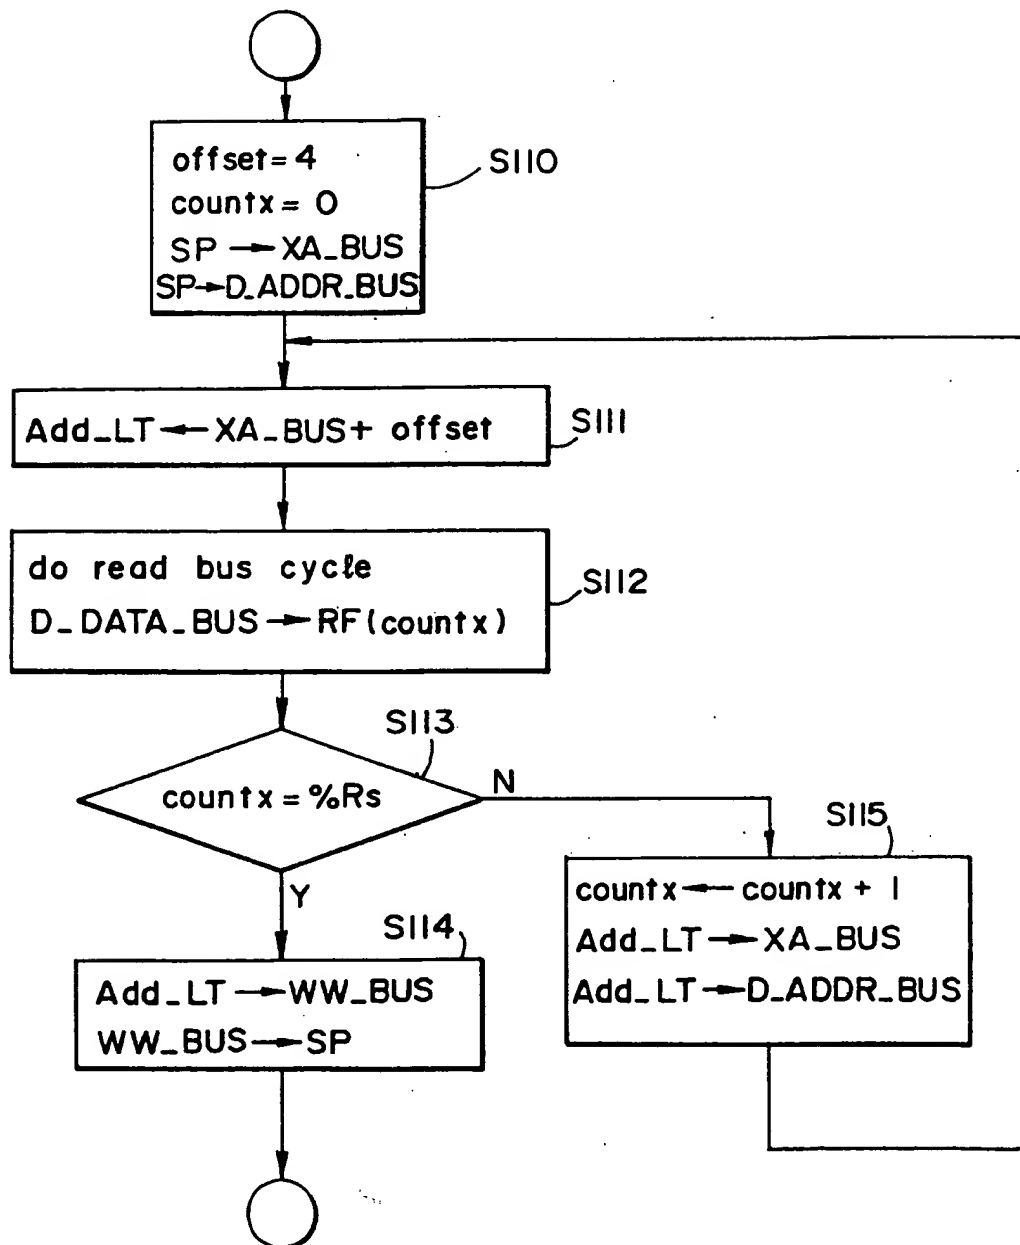 offset= 4
countx = 0
SP → XA_BUS
SP→D_ADDR_BUS
S110
Add_LT ← XA_BUS+ offset
S111
do read bus cycle
D_DATA_BUS → RF(countx)
S112
S113
countx = %Rs
N
Y
S115
countx ← countx + 1
Add_LT → XA_BUS
Add_LT → D_ADDR_BUS
S114
Add_LT → WW_BUS
WW_BUS → SP